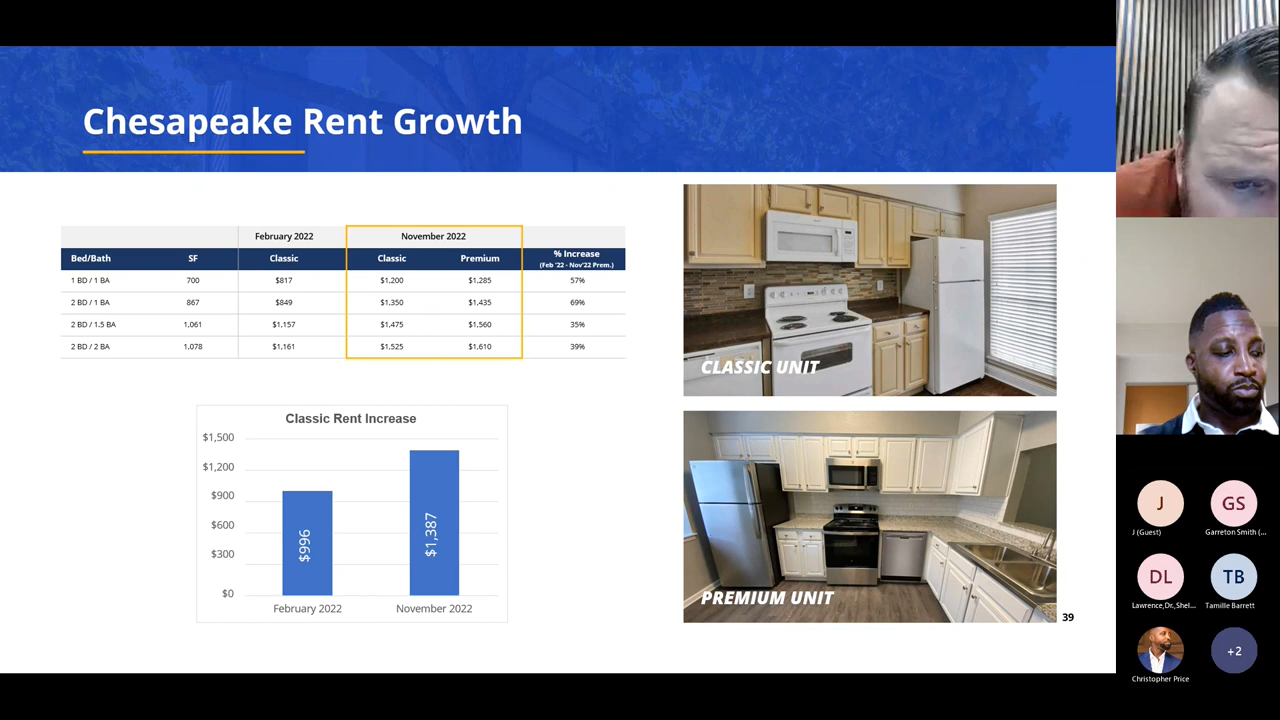 Chesapeake Rent Growth
February 2022 November 2022
Bed/Bath SF Classic Classic Premium % Increase
(Feb '22 - Nov'22 Prem.)
1 BD / 1 BA 700 $817 $1,200 $1,285 57%
2 BD / 1 BA 867 $849 $1,350 $1,435 69%
2 BD / 1.5 BA 1,061 $1,157 $1,475 $1,560 35%
2 BD / 2 BA 1,078 $1,161 $1,525 $1,610 39%
Classic Rent Increase
$1,500
$1,200
$900
$600
$300
$0
$996
$1,387
February 2022 November 2022
CLASSIC UNIT
PREMIUM UNIT
39
J GS
J (Guest) Garreton Smith (...
DL TB
Lawrence,Dr.,Shel... Tamille Barrett
+2
Christopher Price